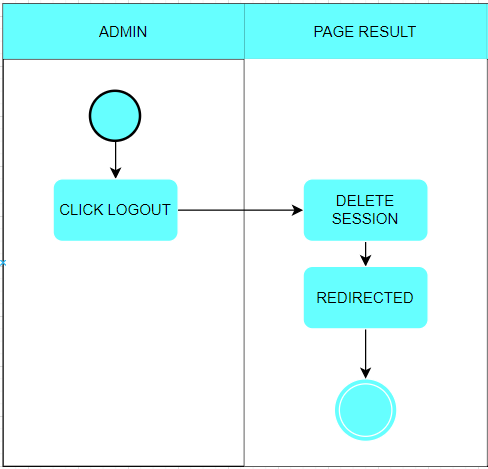 ADMIN
PAGE RESULT
CLICK LOGOUT
DELETE
SESSION
REDIRECTED